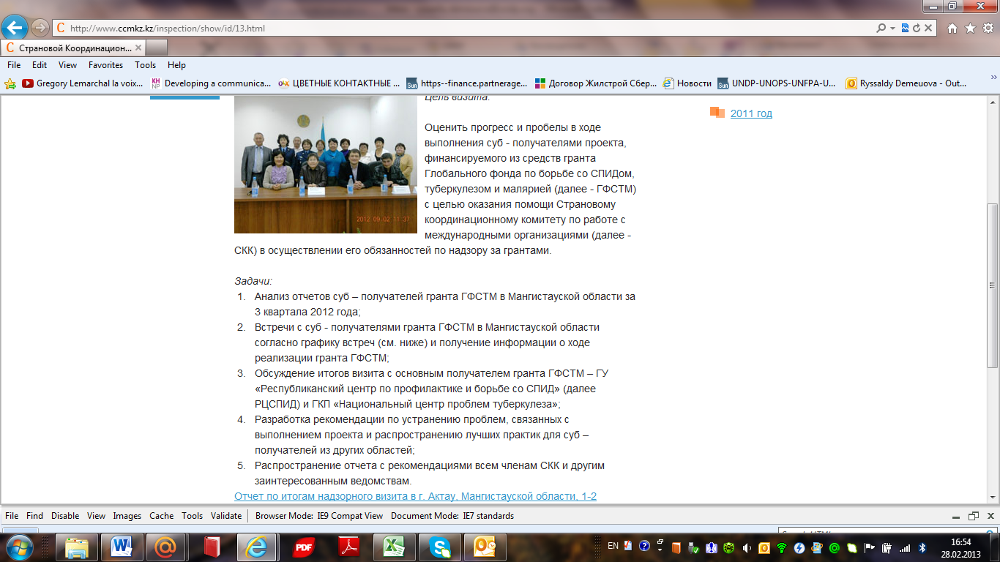 http://www.ccmkz.kz/inspection/show/id/13.html
Страновой Координацион...
File Edit View Favorites Tools Help
Gregory Lemarchal la voix... Developing a communica... ЦВЕТНЫЕ КОНТАКТНЫЕ ... https--finance.partnerage... Договор Жилстрой Сбер... Новости UNDP-UNOPS-UNFPA-U... Ryssaldy Demeuova - Out...
Цель визита:
2011 год
Оценить прогресс и пробелы в ходе
выполнения суб - получателями проекта,
финансируемого из средств гранта
Глобального фонда по борьбе со СПИДом,
туберкулезом и малярией (далее - ГФСТМ)
с целью оказания помощи Страновому
координационному комитету по работе с
международными организациями (далее -
СКК) в осуществлении его обязанностей по надзору за грантами.
2012 09 02 11 37
Задачи:
1. Анализ отчетов суб – получателей гранта ГФСТМ в Мангистауской области за
3 квартала 2012 года;
2. Встречи с суб - получателями гранта ГФСТМ в Мангистауской области
согласно графику встреч (см. ниже) и получение информации о ходе
реализации гранта ГФСТМ;
3. Обсуждение итогов визита с основным получателем гранта ГФСТМ – ГУ
«Республиканский центр по профилактике и борьбе со СПИД» (далее
РЦСПИД) и ГКП «Национальный центр проблем туберкулеза»;
4. Разработка рекомендации по устранению проблем, связанных с
выполнением проекта и распространению лучших практик для суб –
получателей из других областей;
5. Распространение отчета с рекомендациями всем членам СКК и другим
заинтересованным ведомствам.
Отчет по итогам надзорного визита в г. Актау, Мангистауской области, 1-2
File Find Disable View Images Cache Tools Validate Browser Mode: IE9 Compat View Document Mode: IE7 standards
EN
16:54
28.02.2013